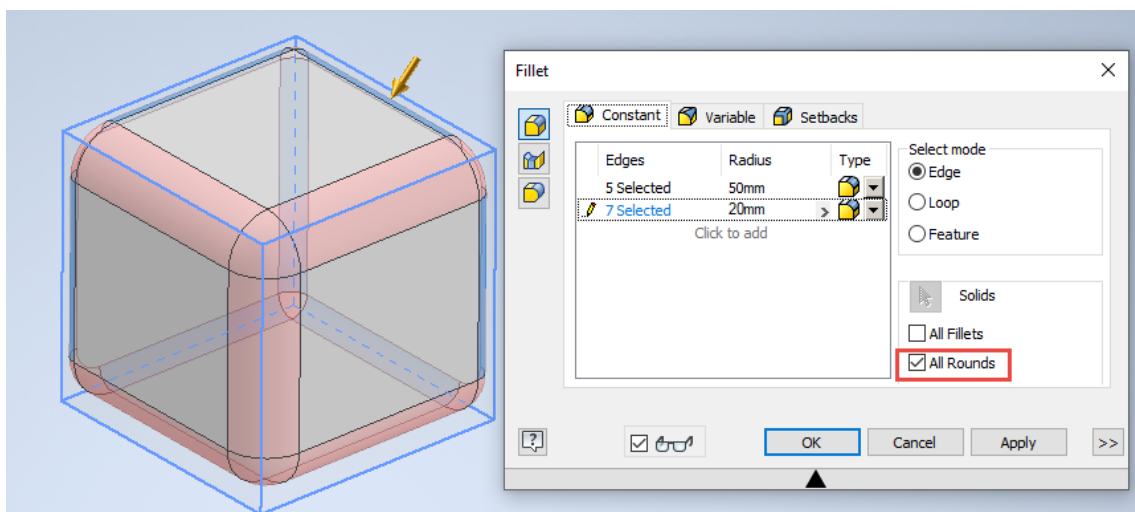 Fillet
Constant Variable Setbacks
Edges Radius Type
5 Selected 50mm
7 Selected 20mm
Click to add
Select mode
Edge
Loop
Feature
Solids
All Fillets
All Rounds
?
OK Cancel Apply >>